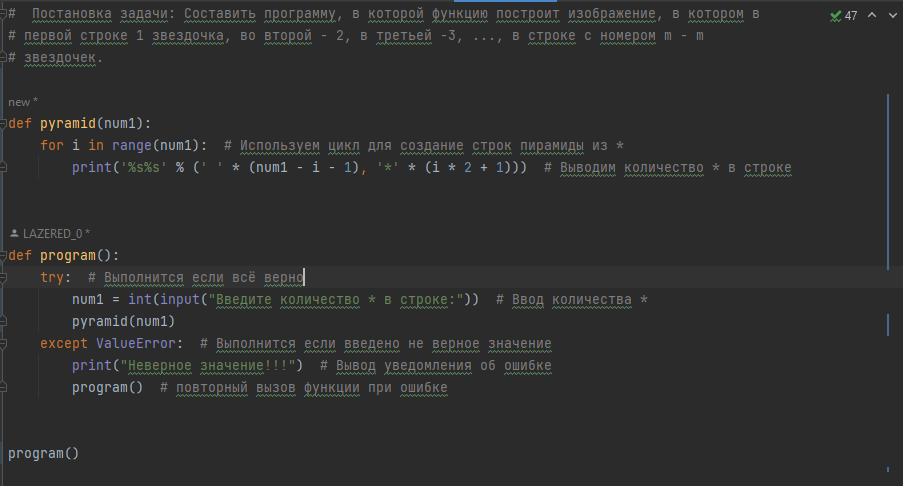 #  Постановка задачи: Составить программу, в которой функцию построит изображение, в котором в
47
# первой строке 1 звездочка, во второй - 2, в третьей -3, ..., в строке с номером m - m
# звездочек.
new *
def pyramid(num1):
    for i in range(num1):  # Используем цикл для создание строк пирамиды из *
        print('%s%s' % (' ' * (num1 - i - 1), '*' * (i * 2 + 1)))  # Выводим количество * в строке
LAZERED_0 *
def program():
    try:  # Выполнится если всё верно
        num1 = int(input("Введите количество * в строке:"))  # Ввод количества *
        pyramid(num1)
    except ValueError:  # Выполнится если введено не верное значение
        print("Неверное значение!!!")  # Вывод уведомления об ошибке
        program()  # повторный вызов функции при ошибке
program()